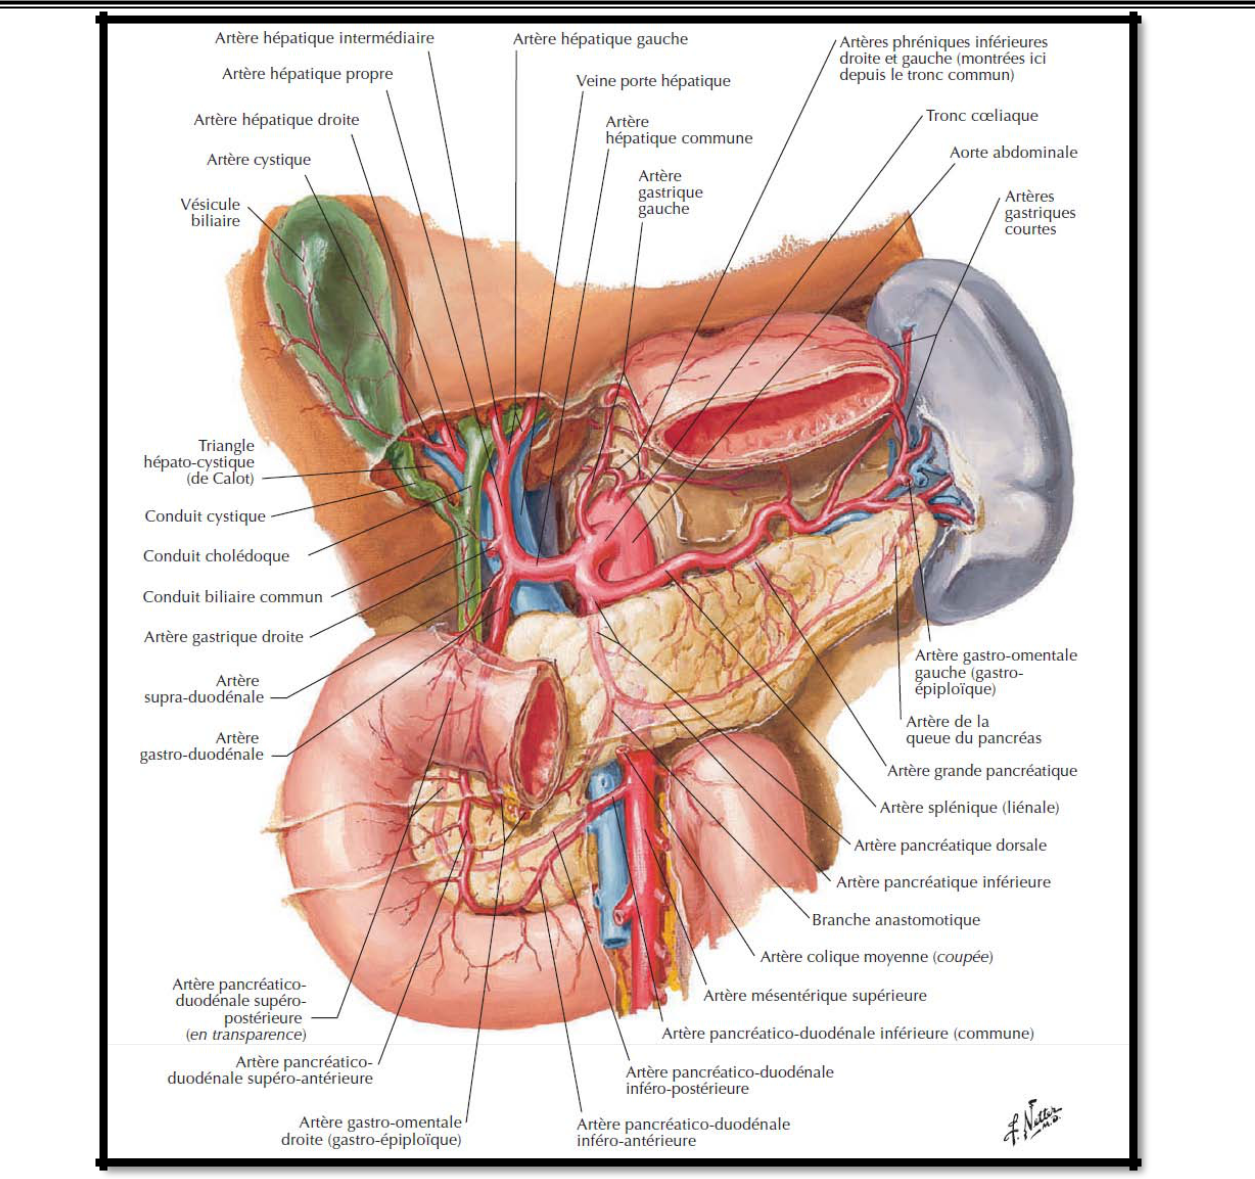 Artère hépatique intermédiaire
Artère hépatique propre
Artère hépatique droite
Artère cystique
Vésicule
biliaire
Artère hépatique gauche
Veine porte hépatique
Artère
hépatique commune
Artère
gastrique
gauche
Artères phréniques inférieures
droite et gauche (montrées ici
depuis le tronc commun)
Tronc cœliaque
Aorte abdominale
Artères
gastriques
courtes
Triangle
hépato-cystique
(de Calot)
Conduit cystique
Conduit cholédoque
Conduit biliaire commun
Artère gastrique droite
Artère
supra-duodénale
Artère
gastro-duodénale
Artère gastro-omentale
gauche (gastro-
épiploïque)
Artère de la
queue du pancréas
Artère grande pancréatique
Artère splénique (liénale)
Artère pancréatique dorsale
Artère pancréatique inférieure
Branche anastomotique
Artère colique moyenne (coupée)
Artère mésentérique supérieure
Artère pancréatico-duodénale inférieure (commune)
Artère pancréatico-
duodénale supéro-
postérieure
(en transparence)
Artère pancréatico-
duodénale supéro-antérieure
Artère gastro-omentale
droite (gastro-épiploïque)
Artère pancréatico-duodénale
inféro-postérieure
Artère pancréatico-duodénale
inféro-antérieure
F. Netter
M.D.